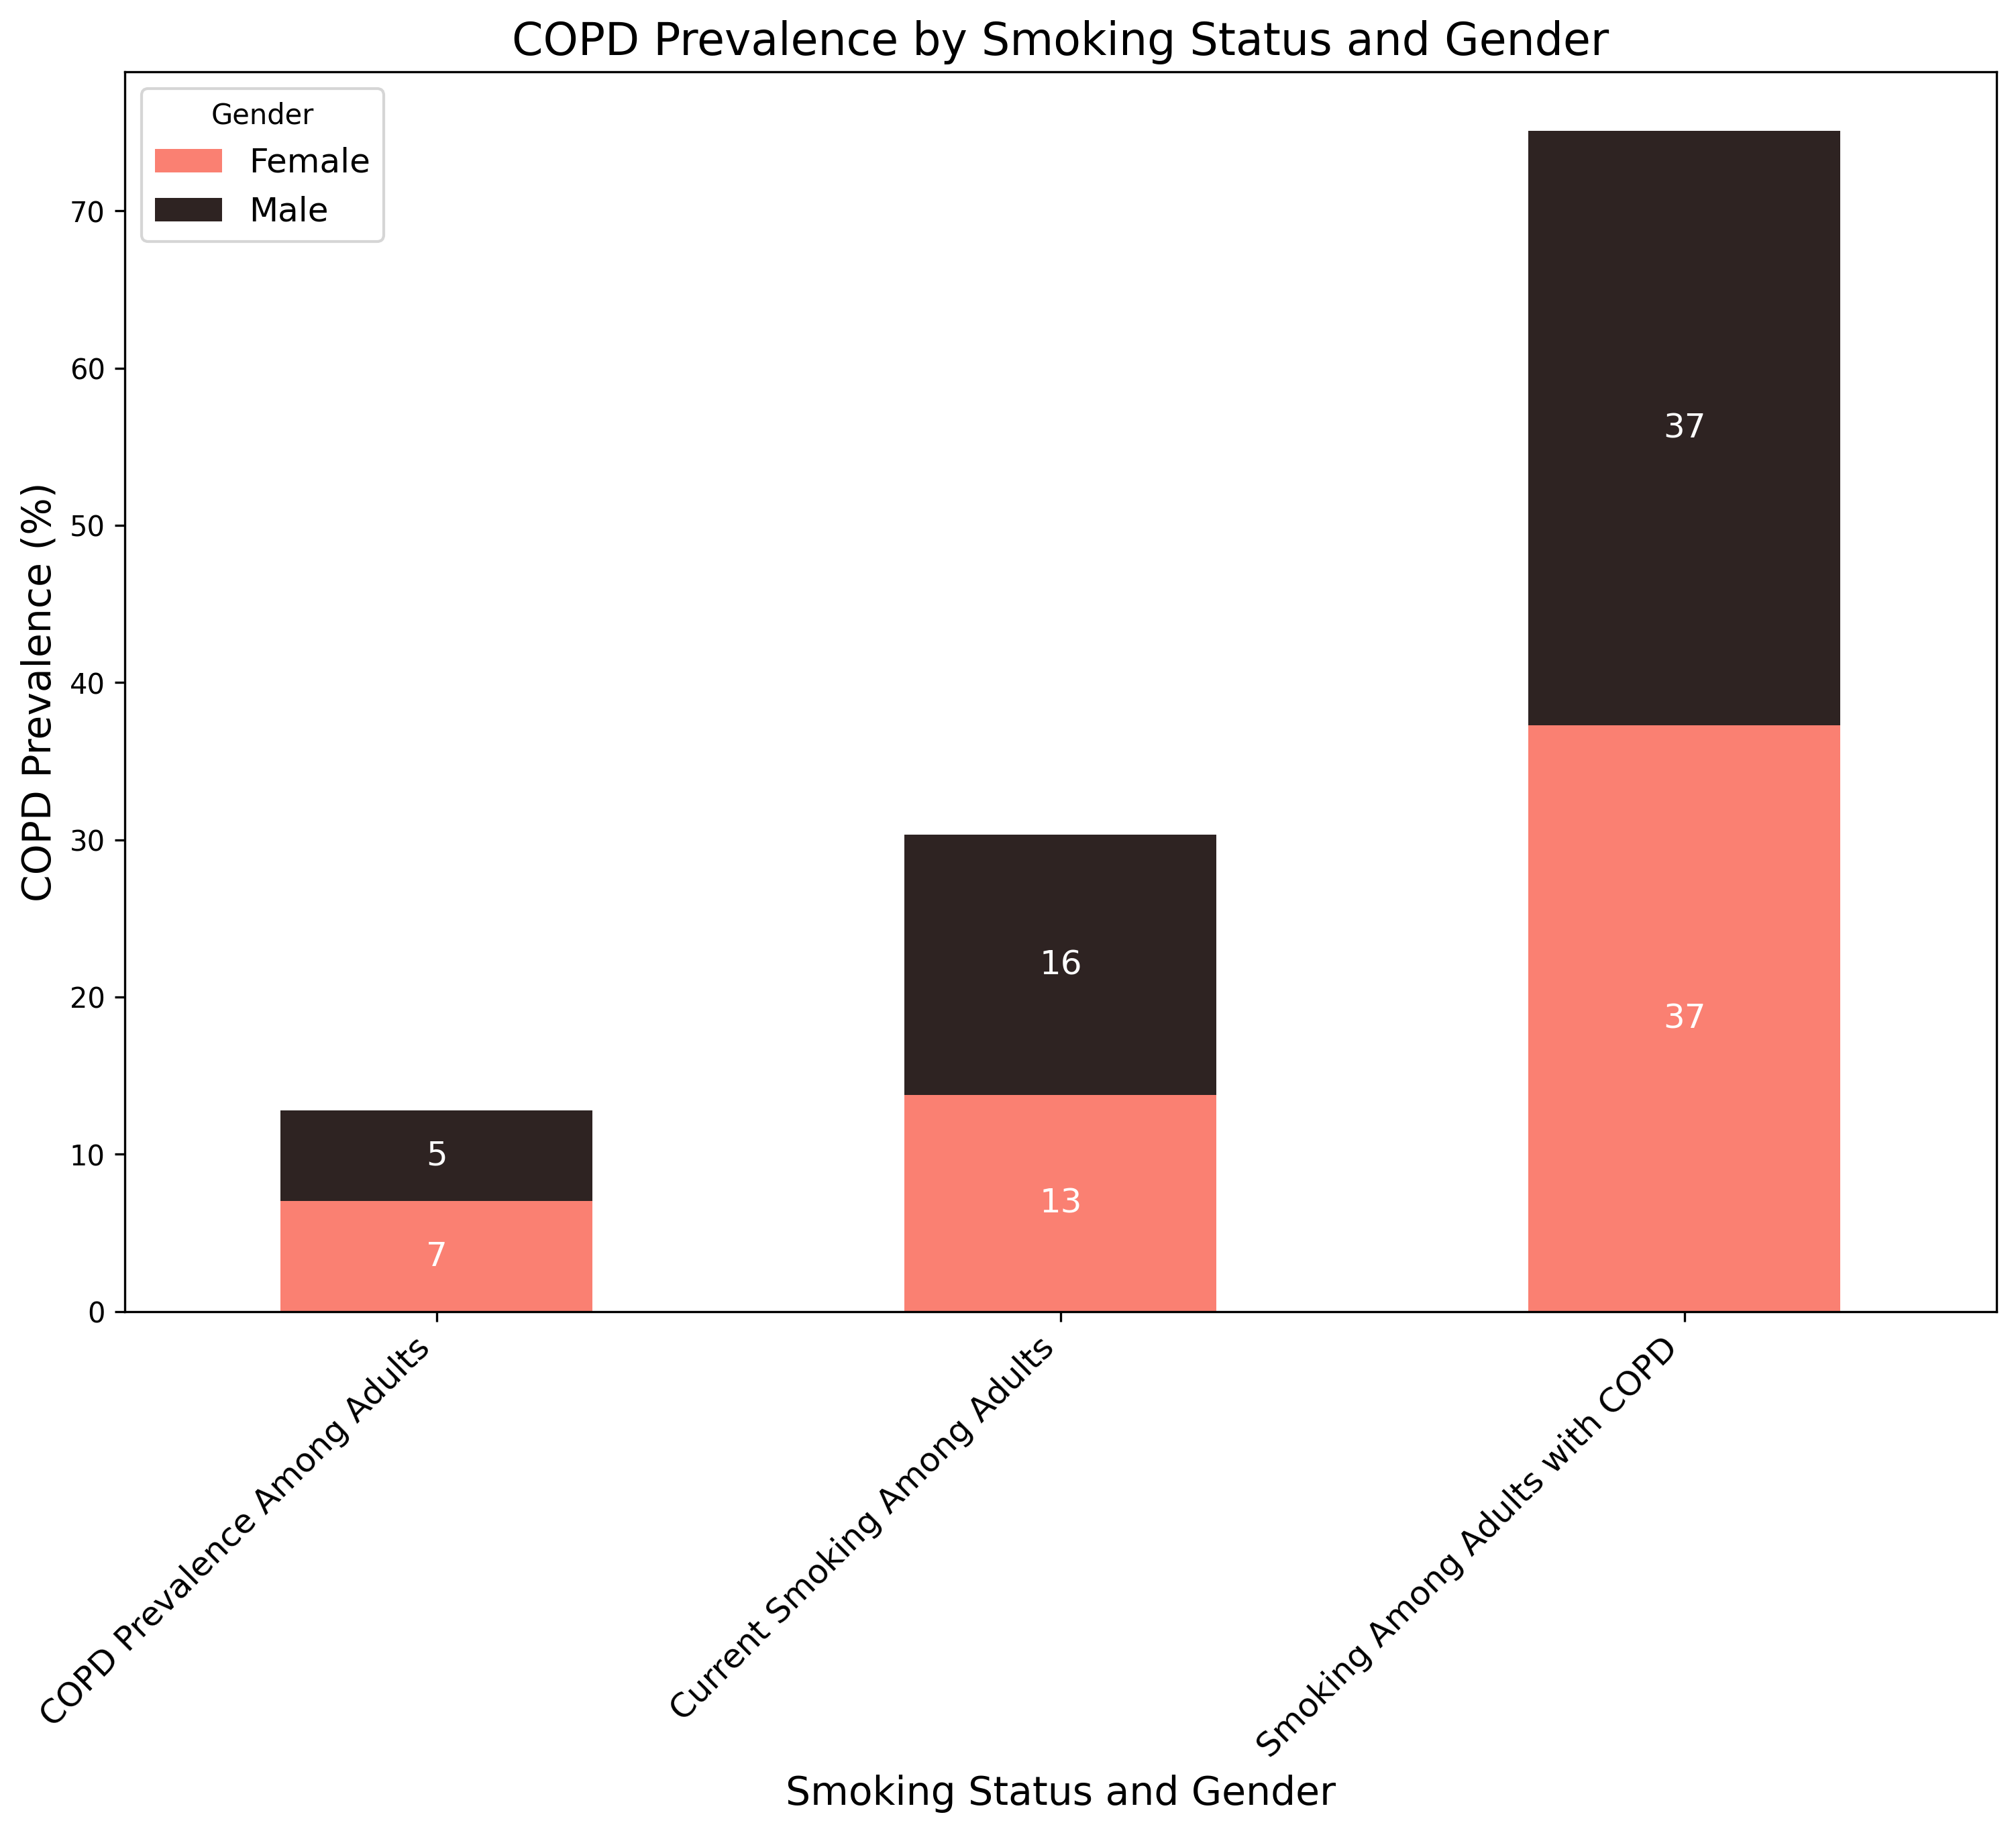 COPD Prevalence by Smoking Status and Gender
Gender
Female
Male
COPD Prevalence (%)
70
60
50
40
30
20
10
0
37
37
16
13
5
7
COPD Prevalence Among Adults
Current Smoking Among Adults
Smoking Among Adults with COPD
Smoking Status and Gender